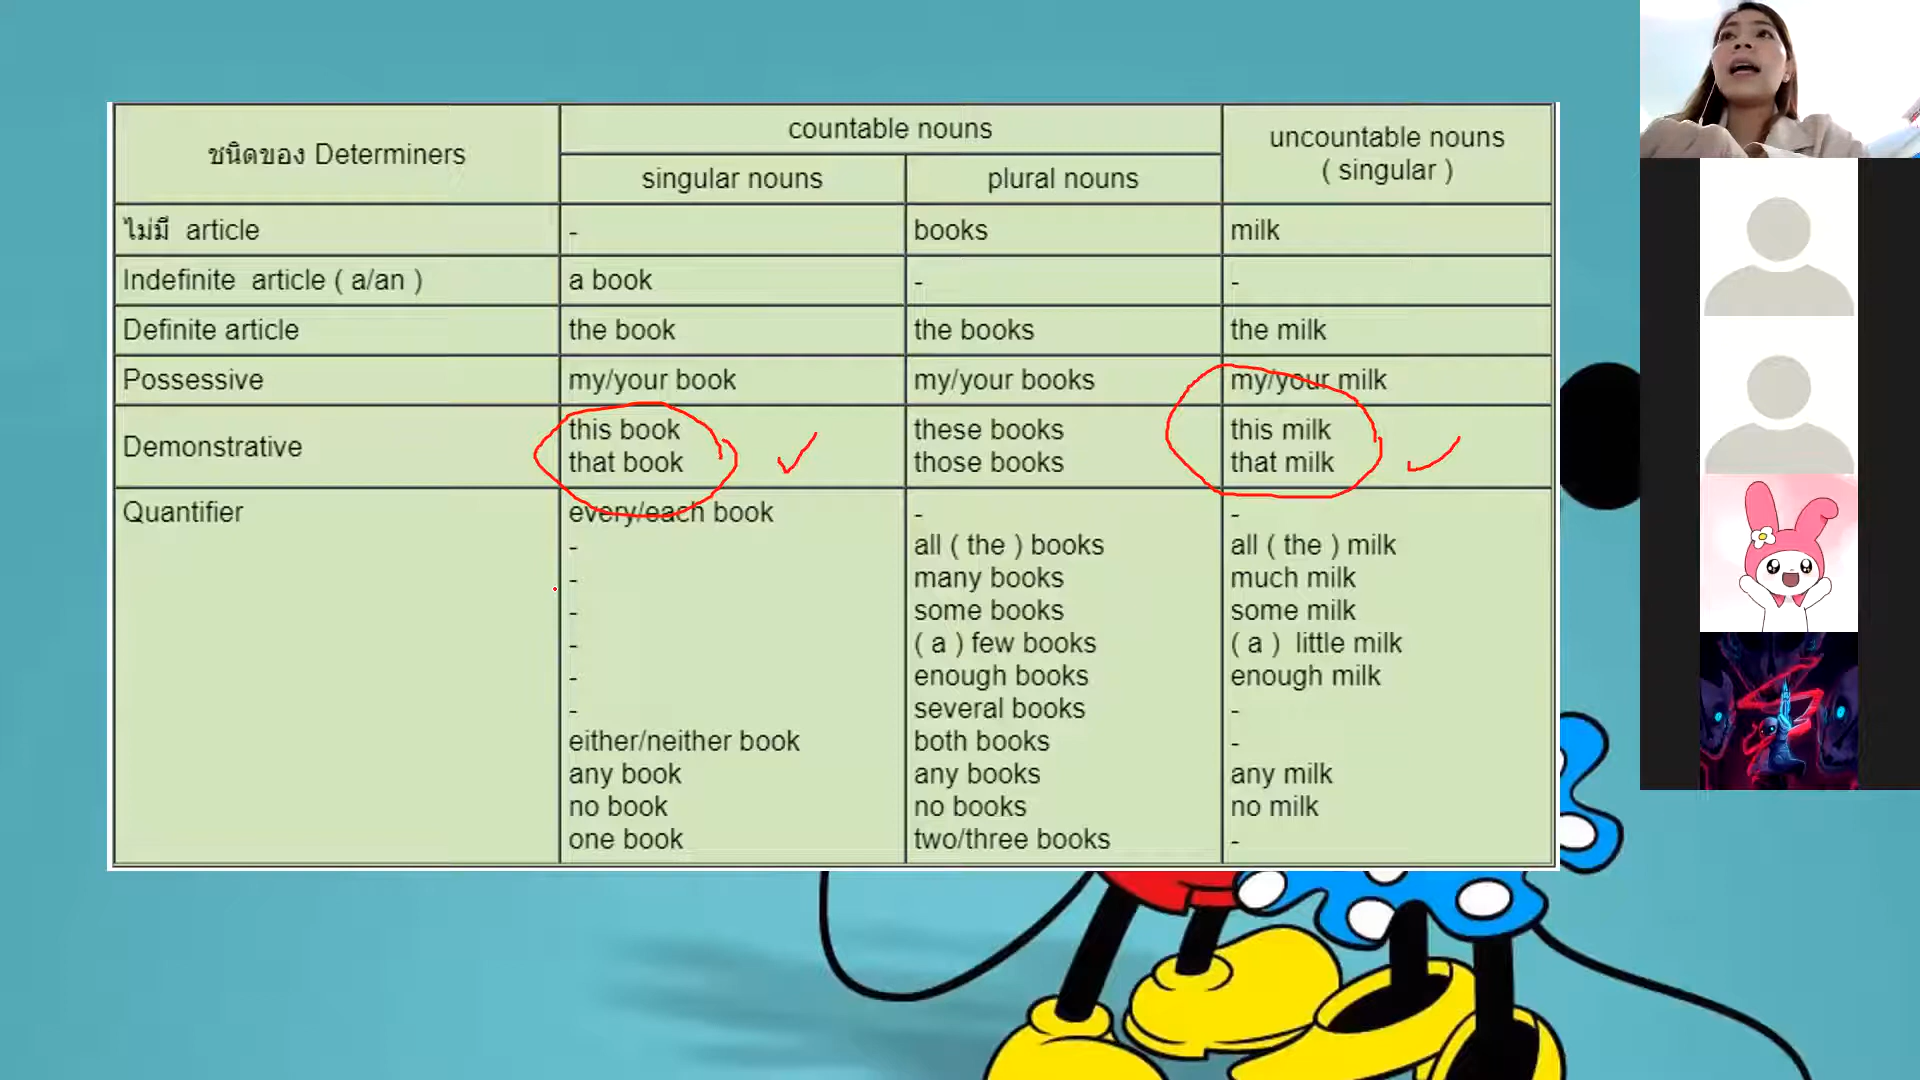 ชนิดของ Determiners
countable nouns
uncountable nouns
( singular )
singular nouns
plural nouns
ไม่มี article
-
books
milk
Indefinite article ( a/an )
a book
-
-
Definite article
the book
the books
the milk
Possessive
my/your book
my/your books
my/your milk
Demonstrative
this book
that book
these books
those books
this milk
that milk
Quantifier
every/each book
-
-
-
-
-
-
either/neither book
any book
no book
one book
-
all ( the ) books
many books
some books
( a ) few books
enough books
several books
both books
any books
no books
two/three books
-
all ( the ) milk
much milk
some milk
( a ) little milk
enough milk
-
-
any milk
no milk
-